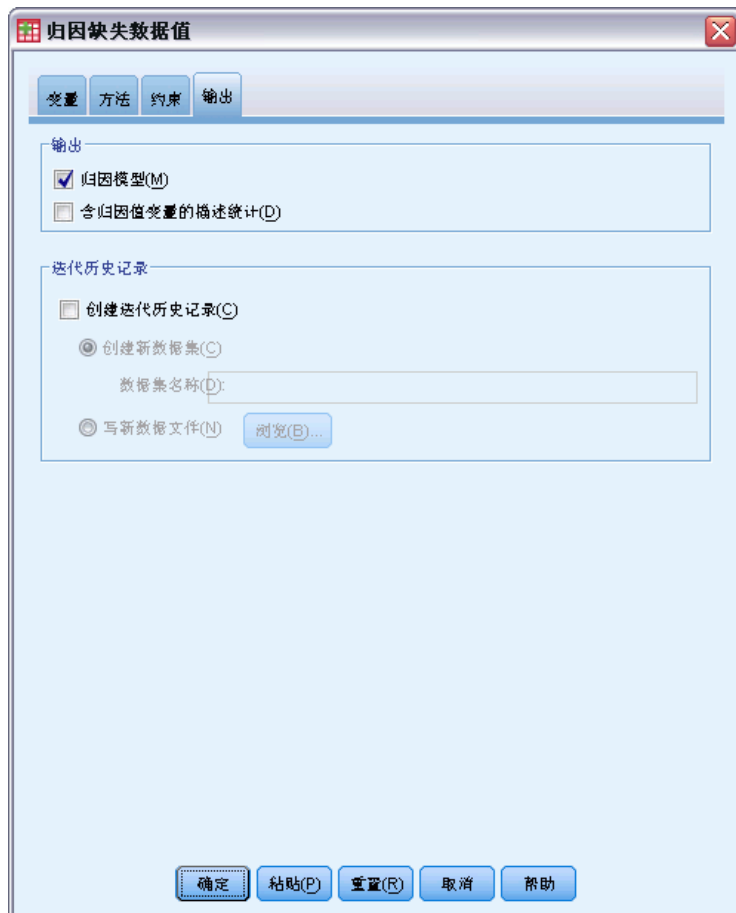 归因缺失数据值
变量 方法 约束 输出
输出
归因模型(M)
含归因值变量的描述统计(D)
迭代历史记录
创建迭代历史记录(C)
创建新数据集(C)
数据集名称(D):
写新数据文件(N) 浏览(B)...
确定 粘贴(P) 重置(R) 取消 帮助